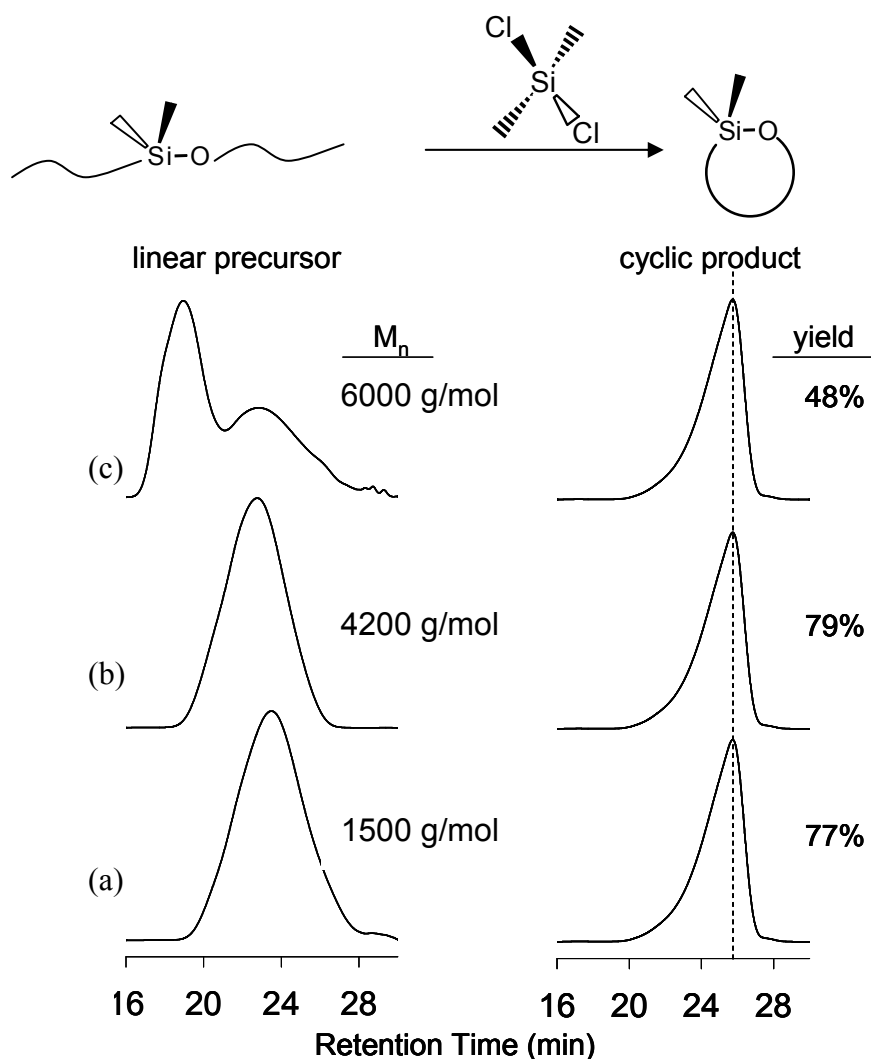 Cl
Si
Cl
Si-O
Si-O
linear precursor
cyclic product
Mn
yield
6000 g/mol
48%
(c)
4200 g/mol
79%
(b)
1500 g/mol
77%
(a)
16 20 24 28
16 20 24 28
Retention Time (min)